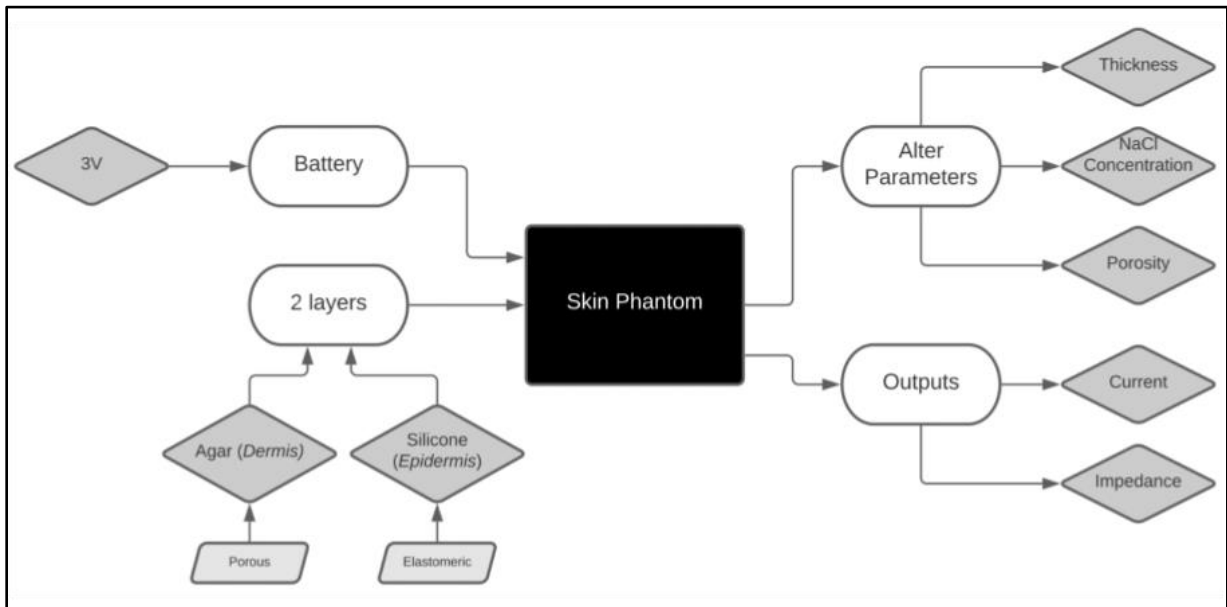 3V
Battery
2 layers
Agar (Dermis)
Silicone
(Epidermis)
Porous
Elastomeric
Skin Phantom
Alter
Parameters
Thickness
NaCl
Concentration
Porosity
Outputs
Current
Impedance